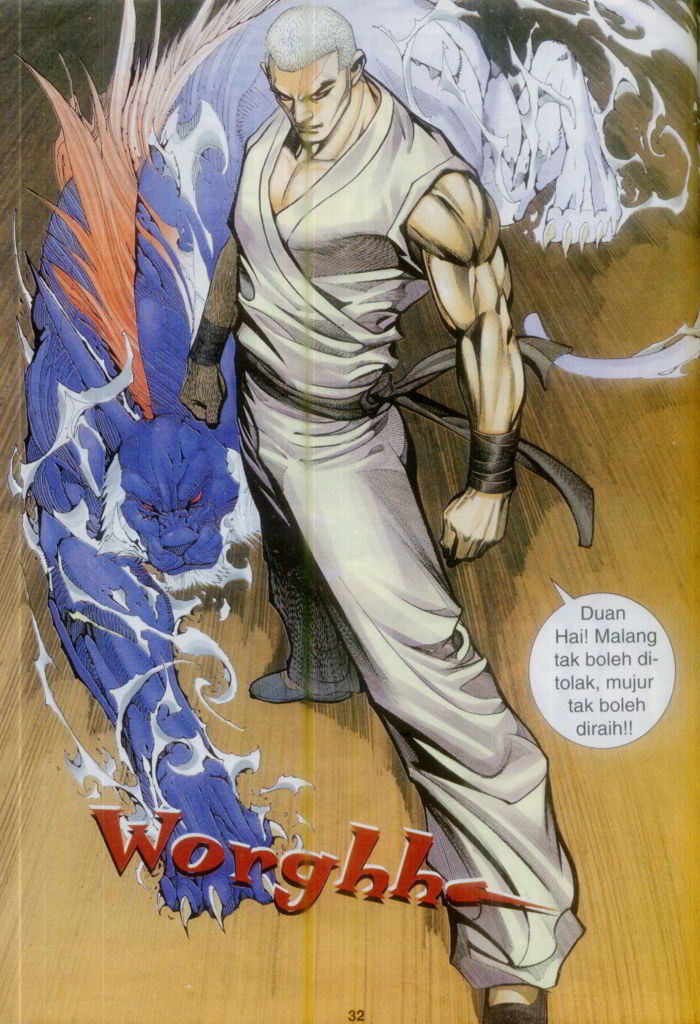 Duan
Hai! Malang
tak boleh di-
tolak, mujur
tak boleh
diraih!!
Worghh
32